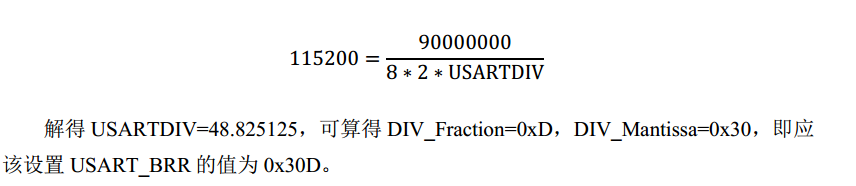 115200 = 90000000 / 8 ∗ 2 ∗ USARTDIV
解得 USARTDIV=48.825125，可算得 DIV_Fraction=0xD，DIV_Mantissa=0x30，即应
该设置 USART_BRR 的值为 0x30D。